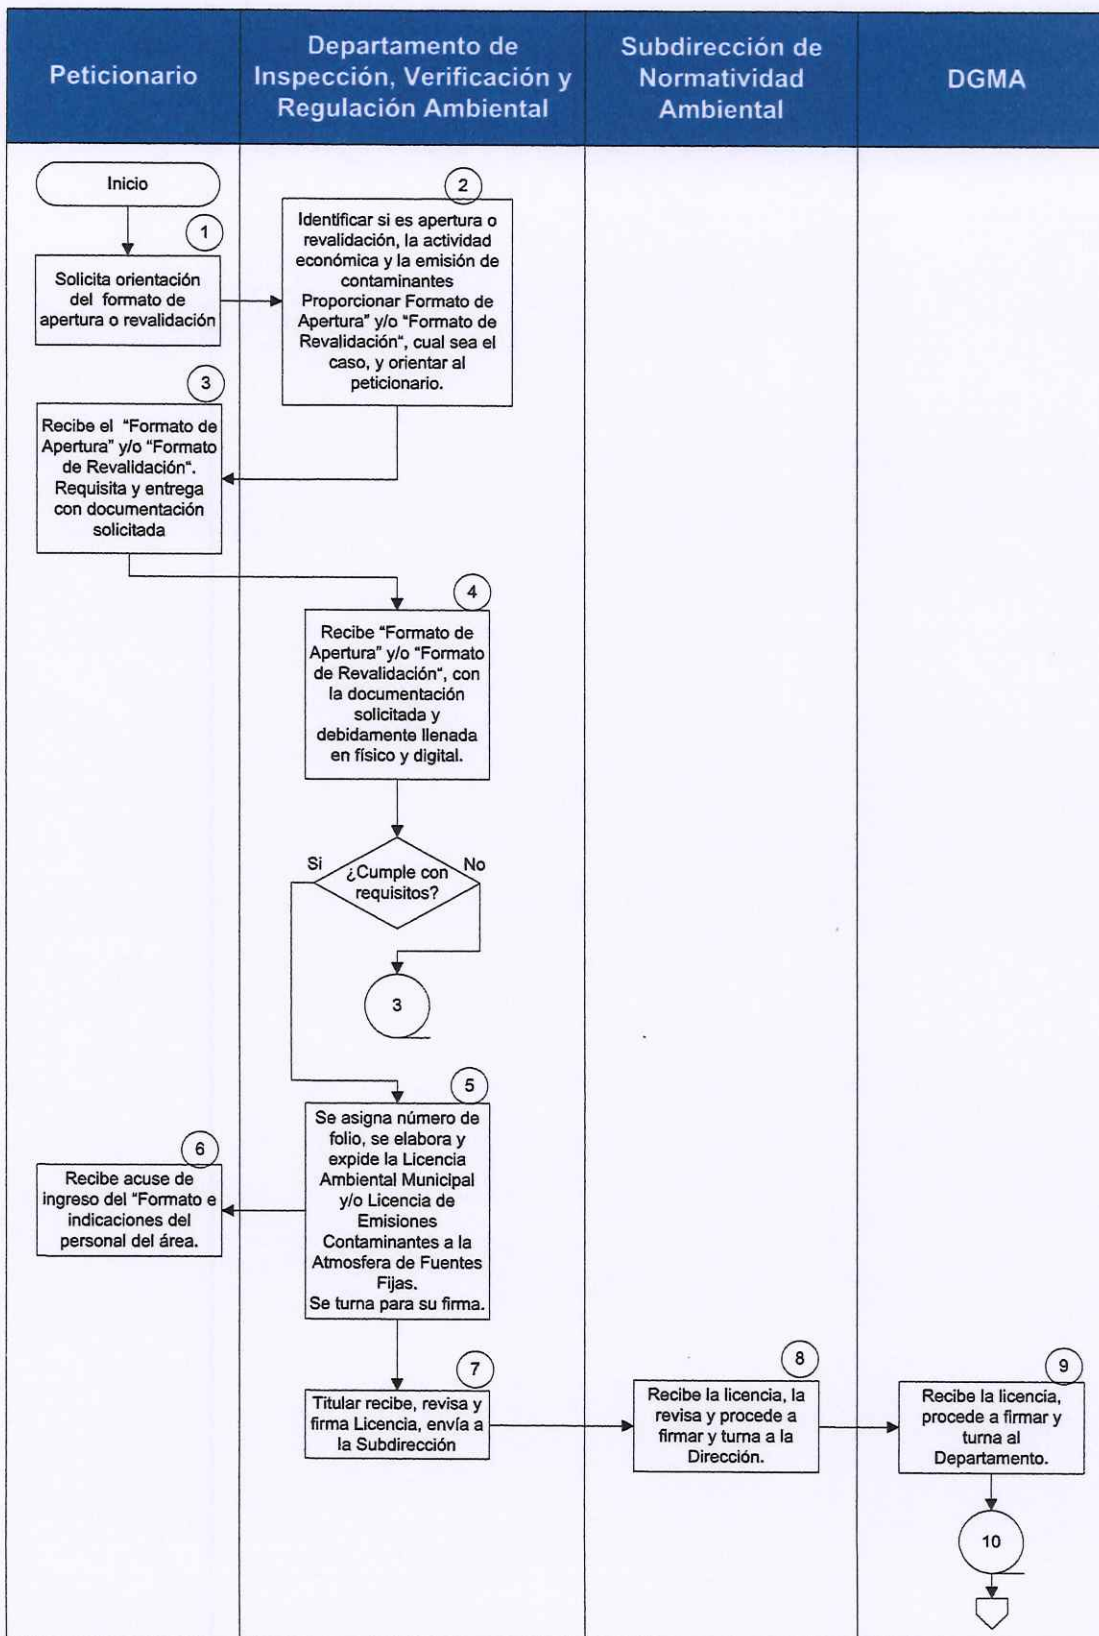 Peticionario
Departamento de
Inspección, Verificación y
Regulación Ambiental
Subdirección de
Normatividad
Ambiental
DGMA
Inicio
1
Solicita orientación
del formato de
apertura o revalidación
2
Identificar si es apertura o
revalidación, la actividad
económica y la emisión de
contaminantes
Proporcionar Formato de
Apertura" y/o "Formato de
Revalidación", cual sea el
caso, y orientar al
peticionario.
3
Recibe el "Formato de
Apertura" y/o "Formato
de Revalidación".
Requisita y entrega
con documentación
solicitada
4
Recibe "Formato de
Apertura" y/o "Formato
de Revalidación", con
la documentación
solicitada y
debidamente llenada
en físico y digital.
Si
¿Cumple con
requisitos?
No
3
5
Se asigna número de
folio, se elabora y
expide la Licencia
Ambiental Municipal
y/o Licencia de
Emisiones
Contaminantes a la
Atmosfera de Fuentes
Fijas.
Se turna para su firma.
6
Recibe acuse de
ingreso del "Formato e
indicaciones del
personal del área.
7
Titular recibe, revisa y
firma Licencia, envía a
la Subdirección
8
Recibe la licencia, la
revisa y procede a
firmar y turna a la
Dirección.
9
Recibe la licencia,
procede a firmar y
turna al
Departamento.
10